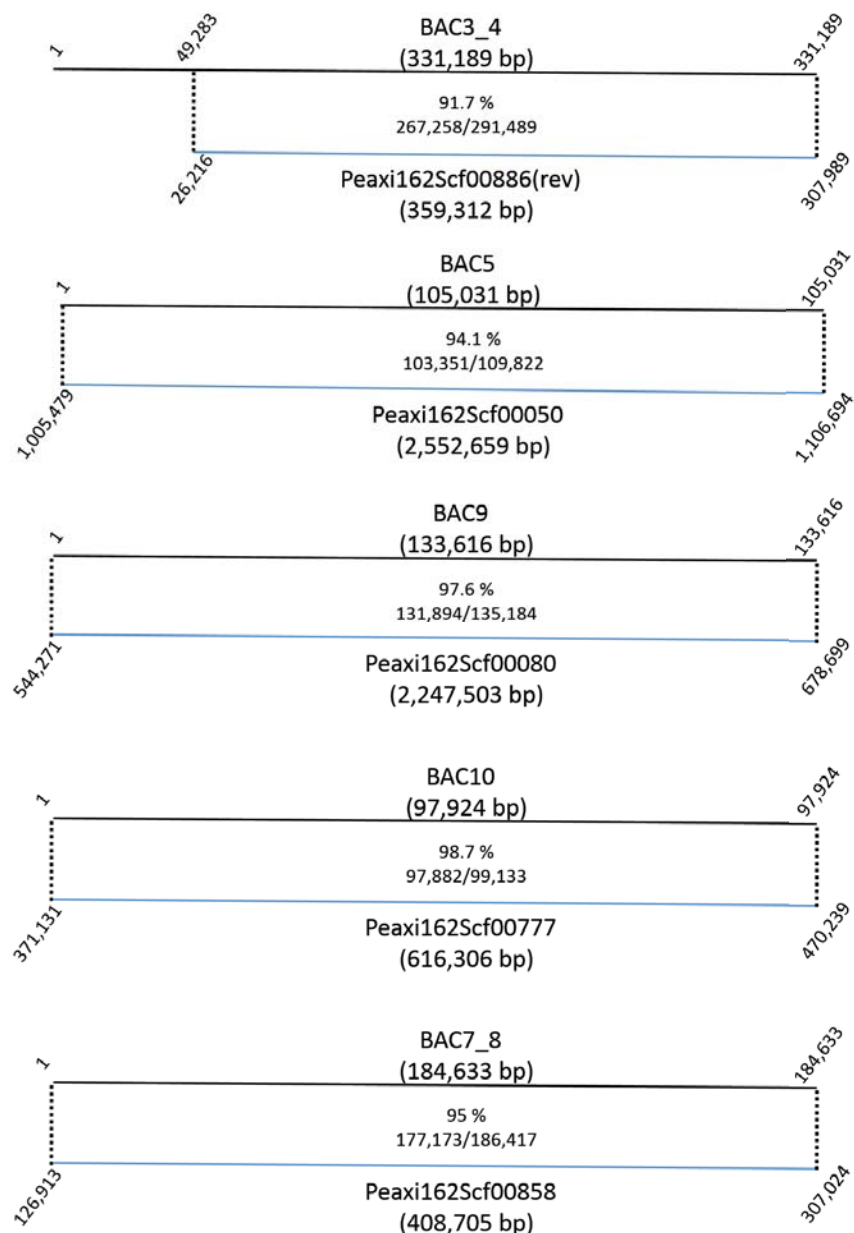 BAC3_4
(331,189 bp)
1
49,283
331,189
91.7 %
267,258/291,489
26,216
307,989
Peaxi162Scf00886(rev)
(359,312 bp)
BAC5
(105,031 bp)
1
105,031
94.1 %
103,351/109,822
1,005,479
1,106,694
Peaxi162Scf00050
(2,552,659 bp)
BAC9
(133,616 bp)
1
133,616
97.6 %
131,894/135,184
544,271
678,699
Peaxi162Scf00080
(2,247,503 bp)
BAC10
(97,924 bp)
1
97,924
98.7 %
97,882/99,133
371,131
470,239
Peaxi162Scf00777
(616,306 bp)
BAC7_8
(184,633 bp)
1
184,633
95 %
177,173/186,417
126,913
307,024
Peaxi162Scf00858
(408,705 bp)